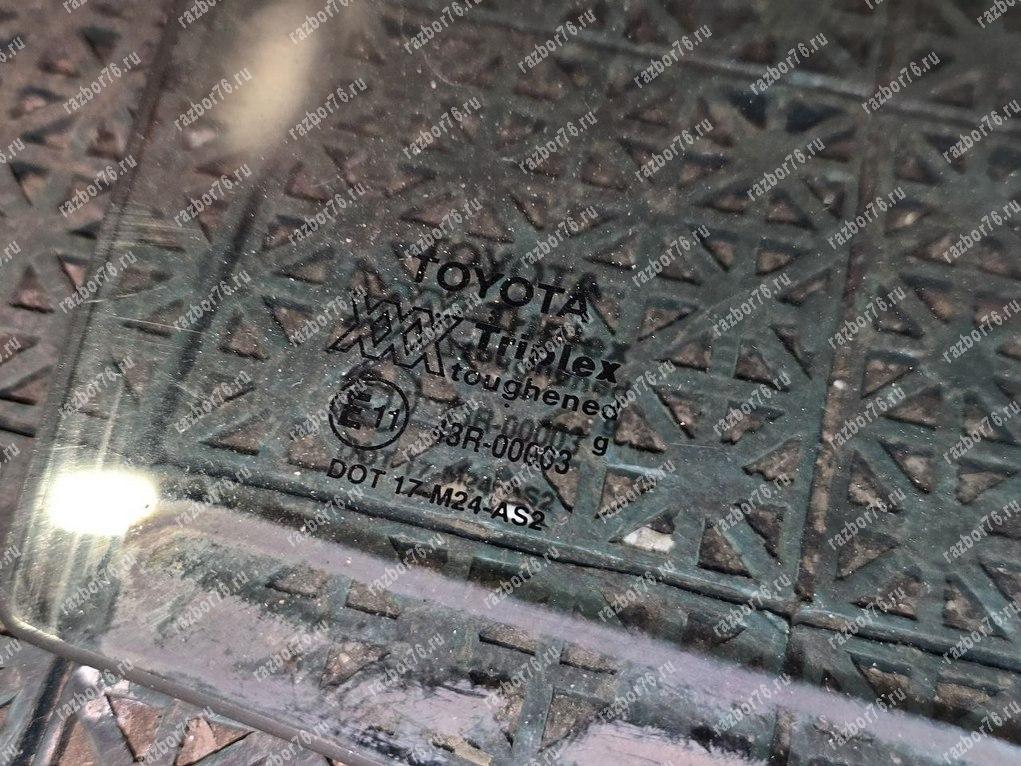 TOYOTA
Triplex
toughened
E11
43R-00003
g
DOT 17-M24-AS2
razbor76.ru